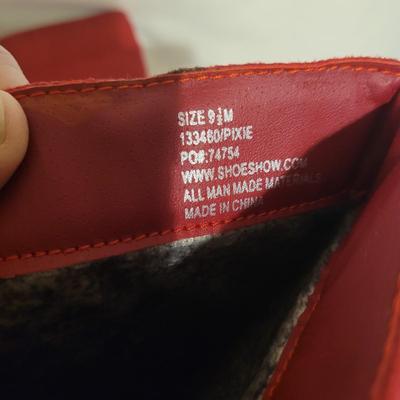 SIZE 9½M
133460/PIXIE
PO#:74754
WWW.SHOESHOW.COM
ALL MAN MADE MATERIALS
MADE IN CHINA